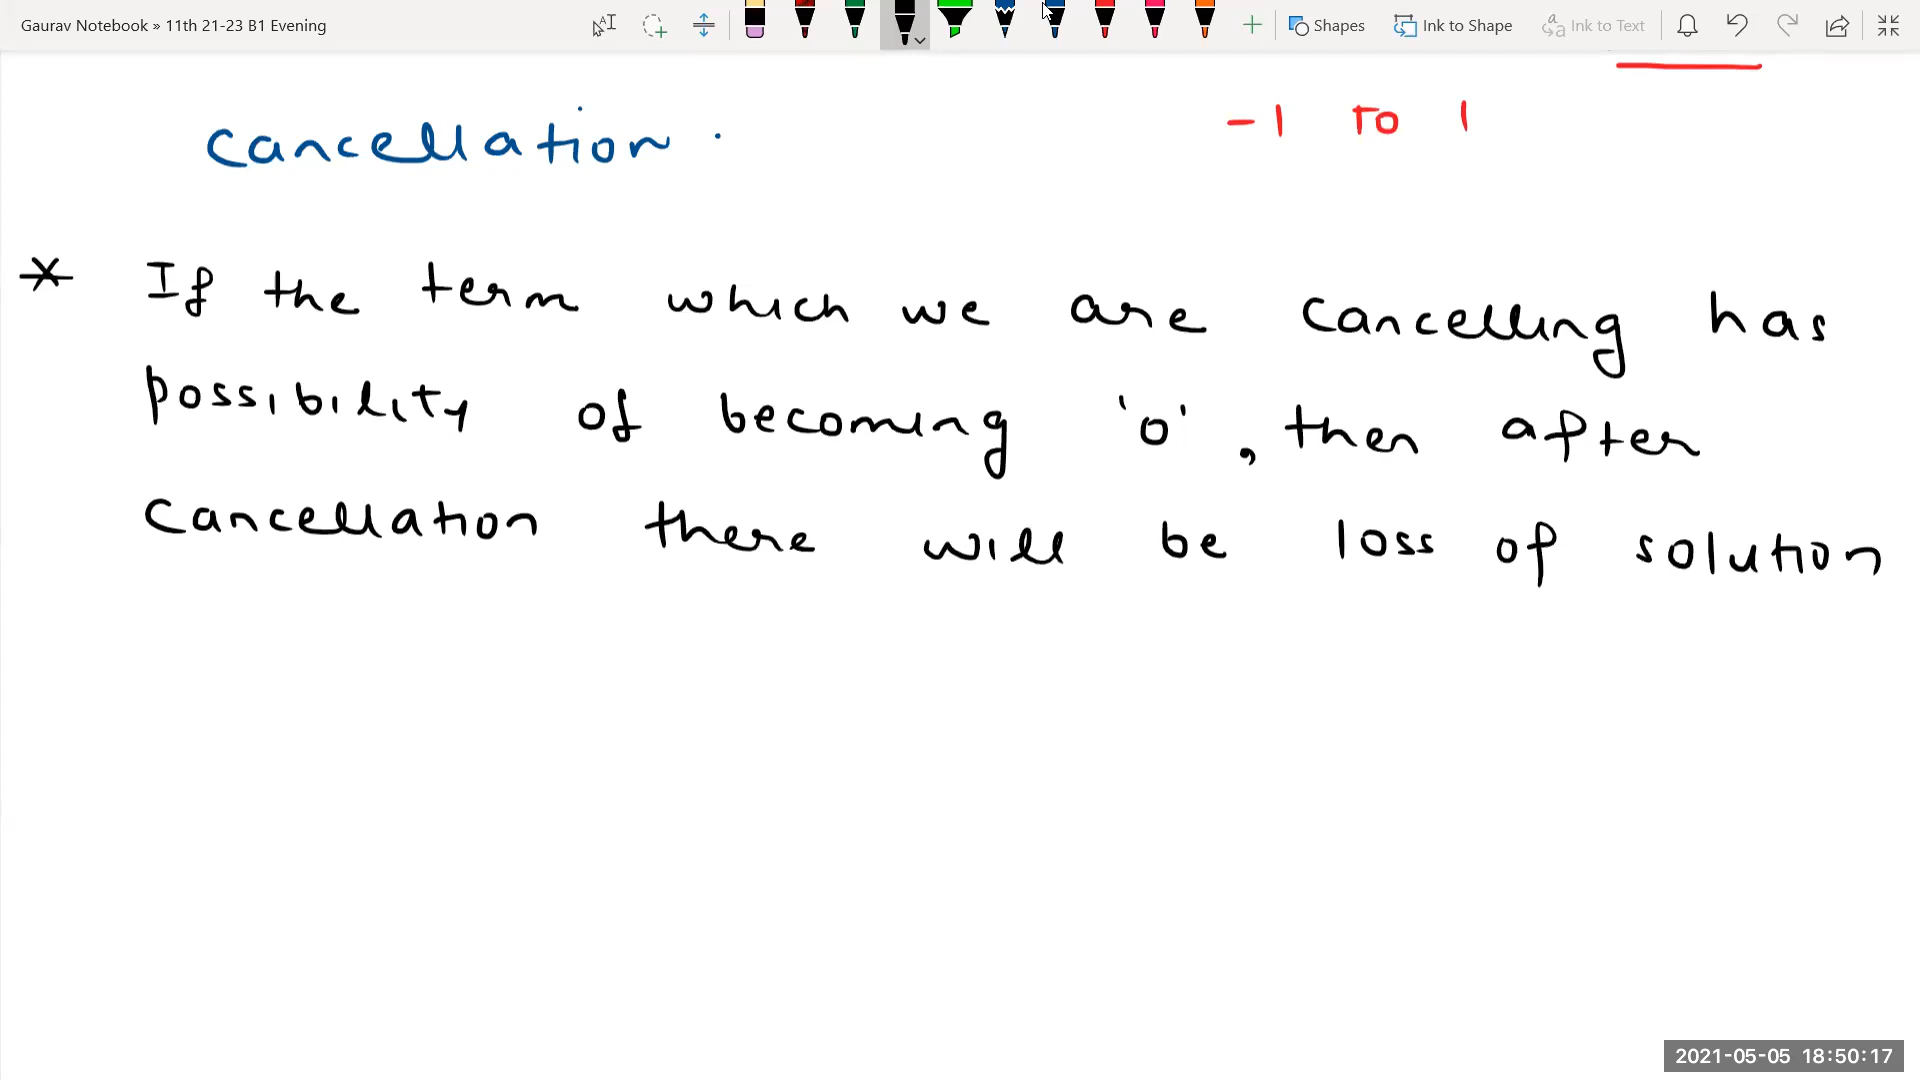 Gaurav Notebook » 11th 21-23 B1 Evening
Shapes
Ink to Shape
Ink to Text
-1 TO 1
cancellation.
* If the term which we are cancelling has
possibility of becoming '0', then after
cancellation there will be loss of solution
2021-05-05 18:50:17